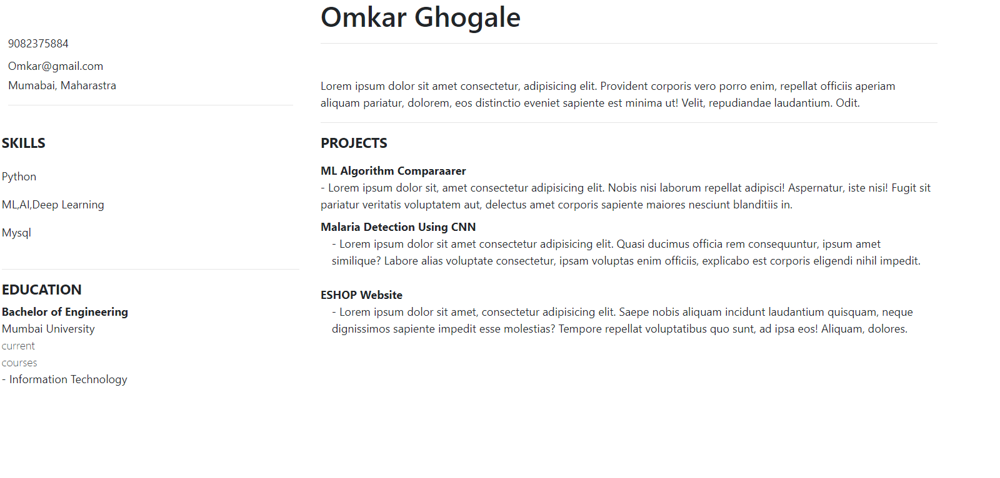 Omkar Ghogale
9082375884
Omkar@gmail.com
Mumabai, Maharastra
SKILLS
Python
ML,AI,Deep Learning
Mysql
EDUCATION
Bachelor of Engineering
Mumbai University
current
courses
- Information Technology
Lorem ipsum dolor sit amet consectetur, adipisicing elit. Provident corporis vero porro enim, repellat officiis aperiam
aliquam pariatur, dolorem, eos distinctio eveniet sapiente est minima ut! Velit, repudiandae laudantium. Odit.
PROJECTS
ML Algorithm Comparaarer
- Lorem ipsum dolor sit, amet consectetur adipisicing elit. Nobis nisi laborum repellat adipisci! Aspernatur, iste nisi! Fugit sit
pariatur veritatis voluptatem aut, delectus amet corporis sapiente maiores nesciunt blanditiis in.
Malaria Detection Using CNN
- Lorem ipsum dolor sit amet consectetur adipisicing elit. Quasi ducimus officia rem consequuntur, ipsum amet
similique? Labore alias voluptate consectetur, ipsam voluptas enim officiis, explicabo est corporis eligendi nihil impedit.
ESHOP Website
- Lorem ipsum dolor sit amet, consectetur adipisicing elit. Saepe nobis aliquam incidunt laudantium quisquam, neque
dignissimos sapiente impedit esse molestias? Tempore repellat voluptatibus quo sunt, ad ipsa eos! Aliquam, dolores.